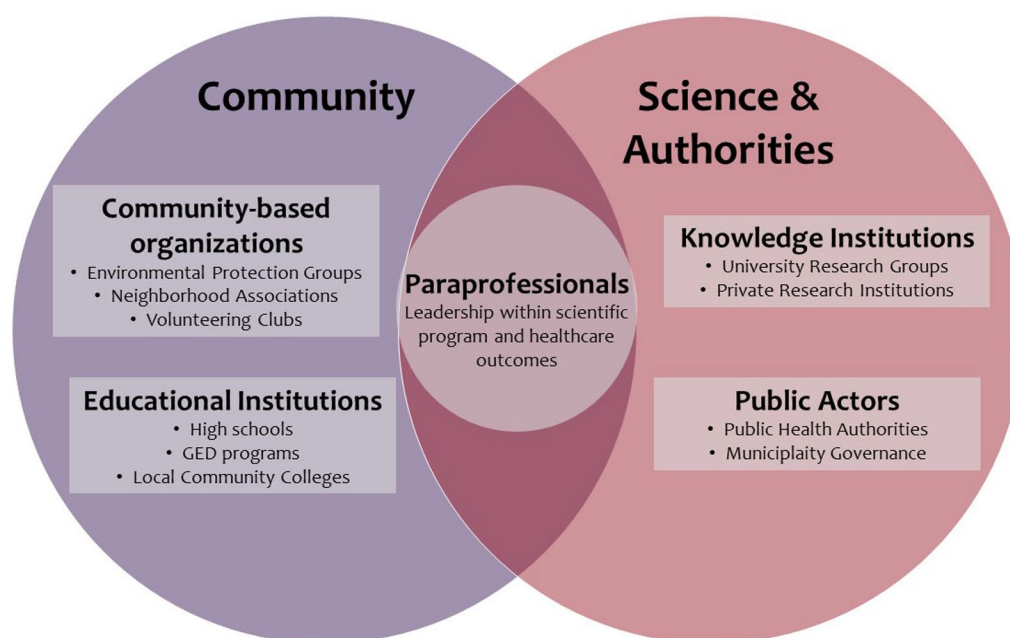 Community
Community-based
organizations
• Environmental Protection Groups
• Neighborhood Associations
• Volunteering Clubs
Educational Institutions
• High schools
• GED programs
• Local Community Colleges
Paraprofessionals
Leadership within scientific
program and healthcare
outcomes
Science &
Authorities
Knowledge Institutions
• University Research Groups
• Private Research Institutions
Public Actors
• Public Health Authorities
• Municiplaity Governance